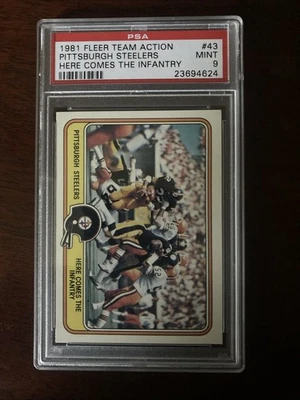 PSA
1981 FLEER TEAM ACTION #43
PITTSBURGH STEELERS MINT
HERE COMES THE INFANTRY 9
23694624
PITTSBURGH STEELERS
HERE COMES THE
INFANTRY